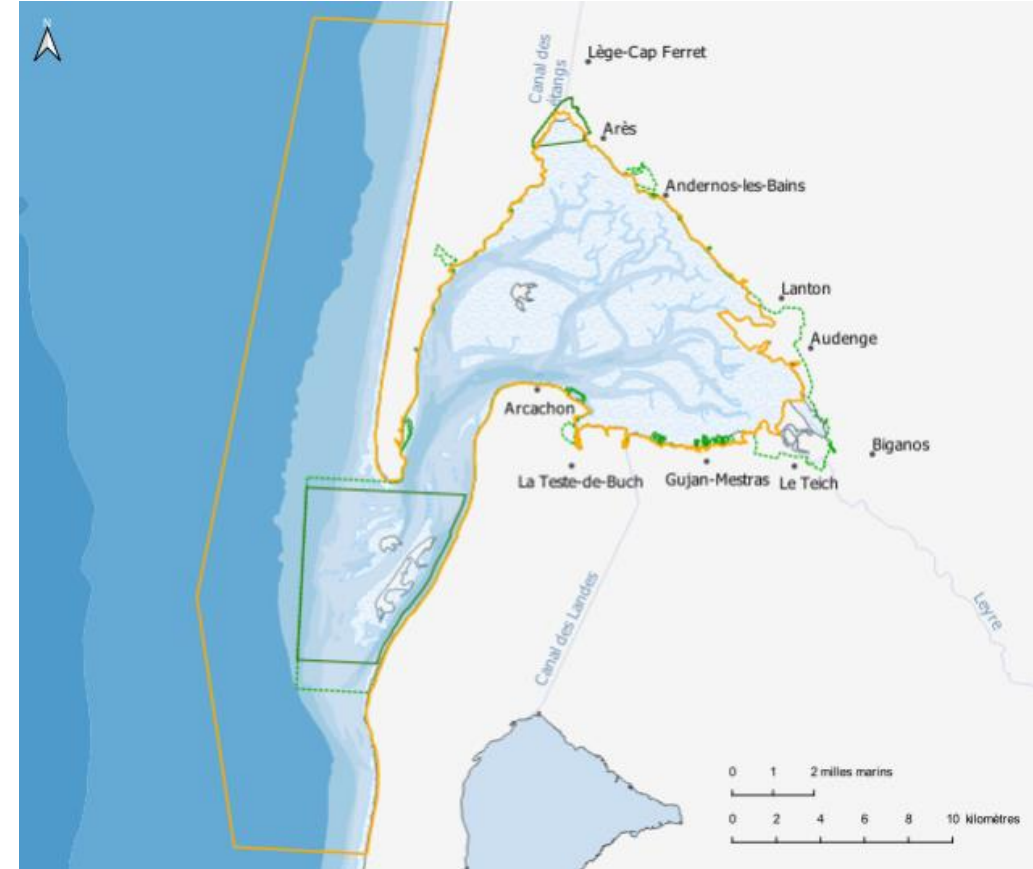 N
Lège-Cap Ferret
Canal des
étangs
Arès
Andernos-les-Bains
Lanton
Audenge
Arcachon
Biganos
La Teste-de-Buch
Gujan-Mestras
Le Teich
Canal des Landes
Leyre
0 1 2 milles marins
0 2 4 6 8 10 kilomètres